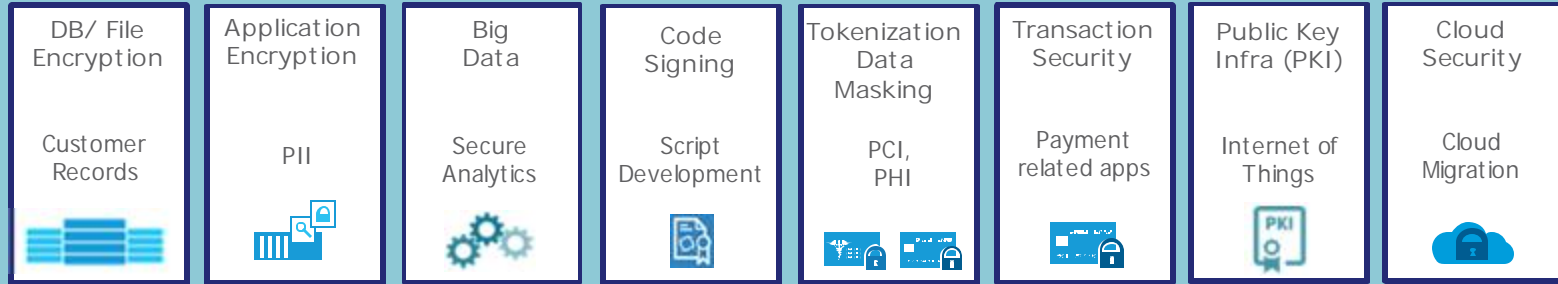 DB/ File
Encryption
Customer
Records
Application
Encryption
PII
Big
Data
Secure
Analytics
Code
Signing
Script
Development
Tokenization
Data
Masking
PCI,
PHI
Transaction
Security
Payment
related apps
Public Key
Infra (PKI)
Internet of
Things
PKI
Cloud
Security
Cloud
Migration